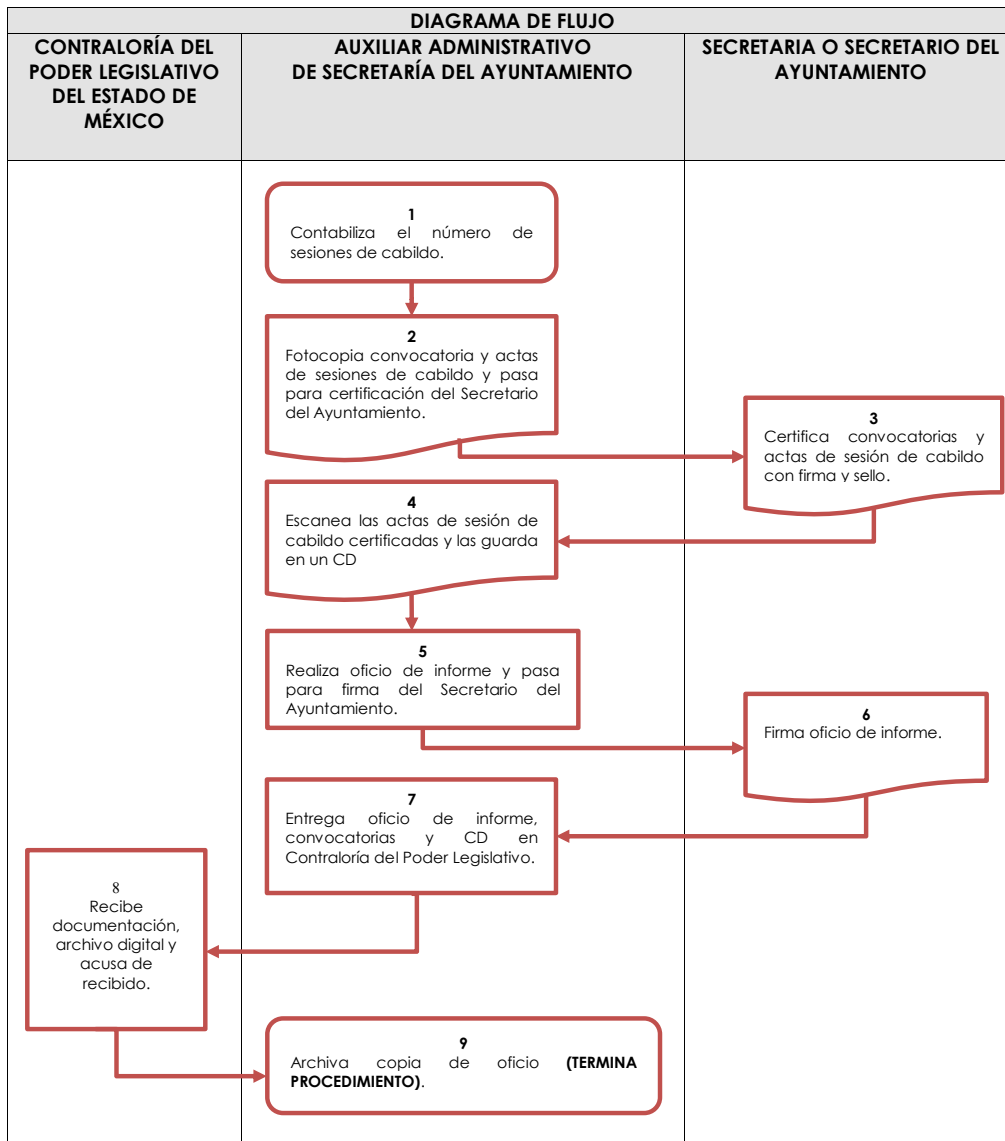 DIAGRAMA DE FLUJO
CONTRALORÍA DEL
PODER LEGISLATIVO
DEL ESTADO DE
MÉXICO
AUXILIAR ADMINISTRATIVO
DE SECRETARÍA DEL AYUNTAMIENTO
SECRETARIA O SECRETARIO DEL
AYUNTAMIENTO
1
Contabiliza el número de
sesiones de cabildo.
2
Fotocopia convocatoria y actas
de sesiones de cabildo y pasa
para certificación del Secretario
del Ayuntamiento.
3
Certifica convocatorias y
actas de sesión de cabildo
con firma y sello.
4
Escanea las actas de sesión de
cabildo certificadas y las guarda
en un CD
5
Realiza oficio de informe y pasa
para firma del Secretario del
Ayuntamiento.
6
Firma oficio de informe.
7
Entrega oficio de informe,
convocatorias y CD en
Contraloría del Poder Legislativo.
8
Recibe
documentación,
archivo digital y
acusa de
recibido.
9
Archiva copia de oficio (TERMINA
PROCEDIMIENTO).